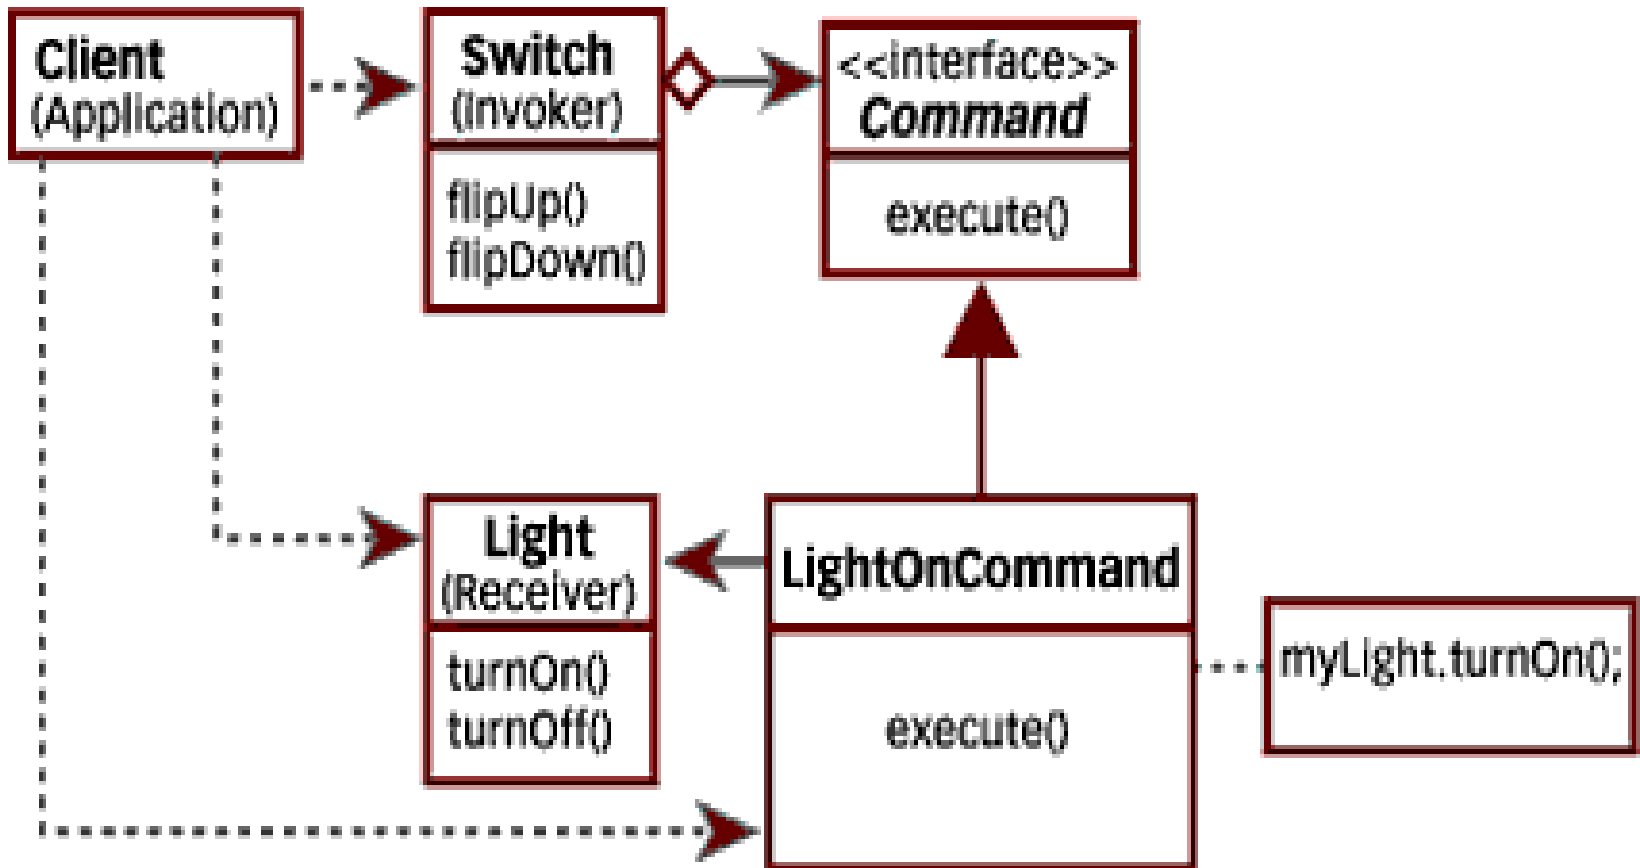 Client
(Application)
Switch
(Invoker)
flipUp()
flipDown()
<<interface>>
Command
execute()
Light
(Receiver)
turnOn()
turnOff()
LightOnCommand
execute()
myLight.turnOn();